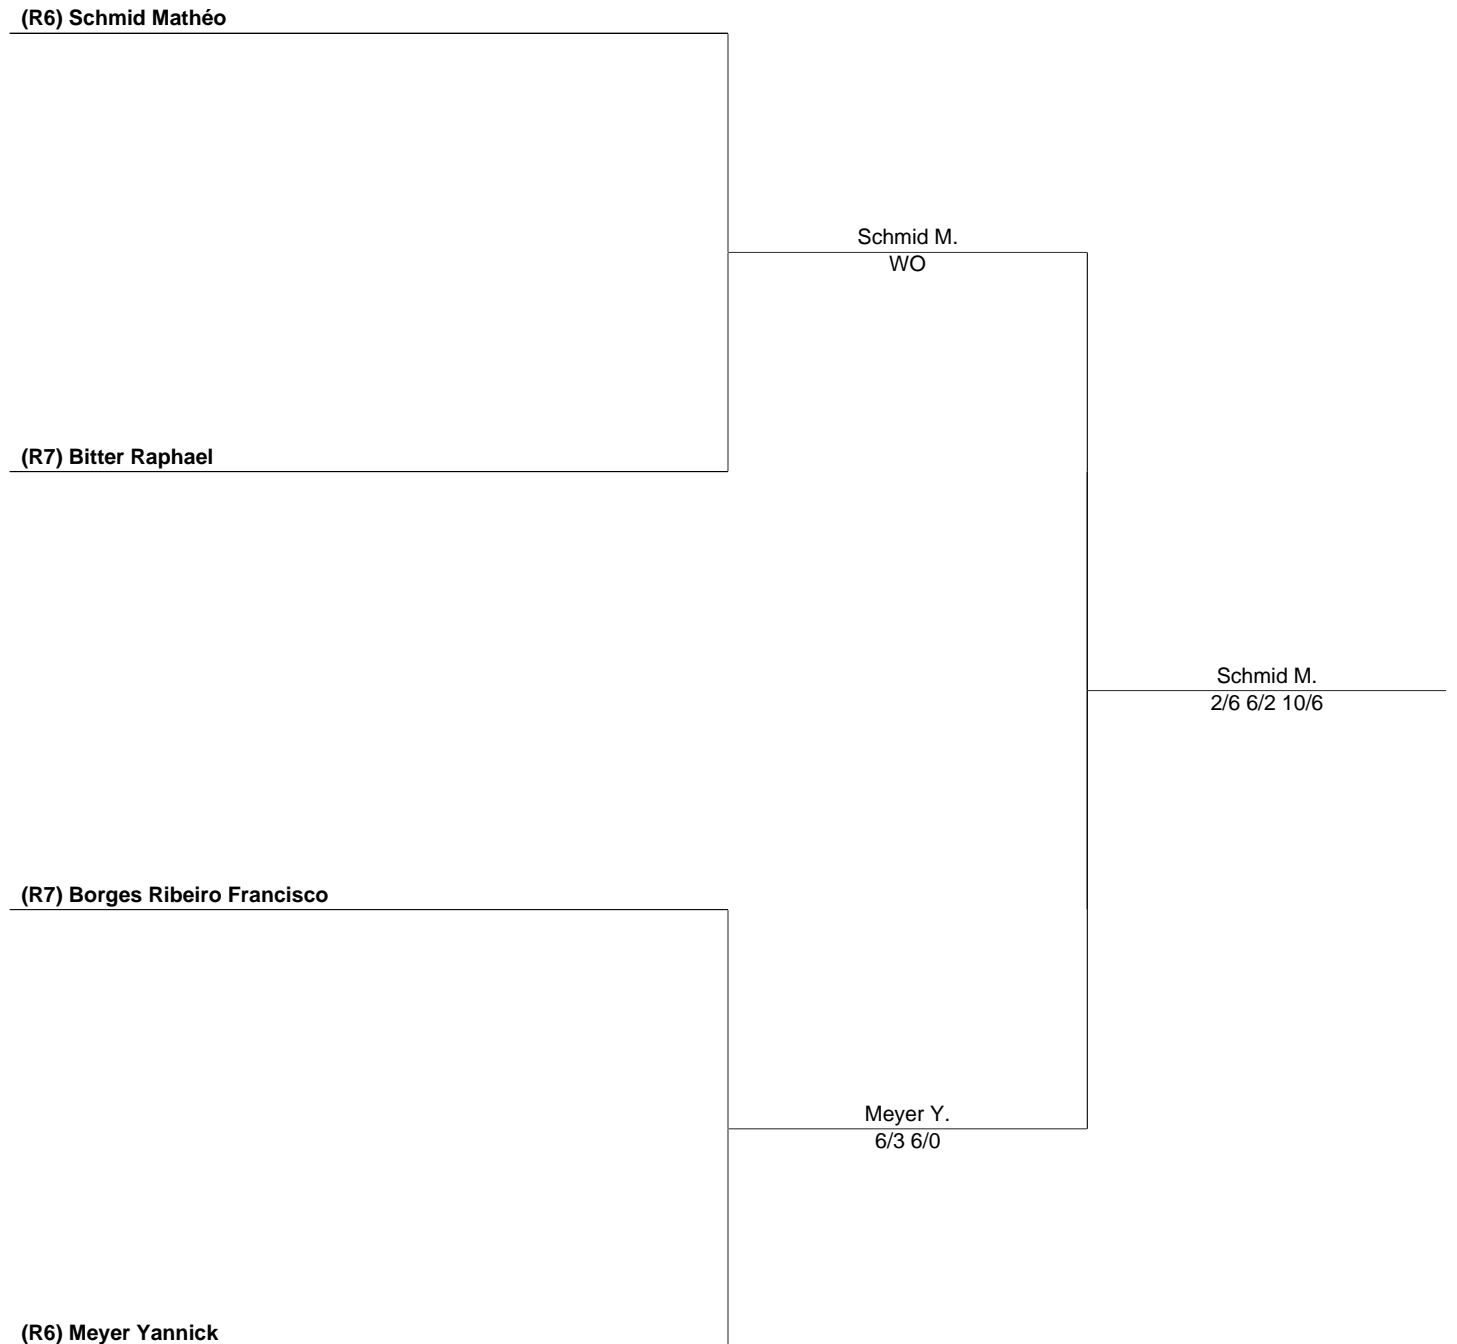 (R6) Schmid Mathéo
Schmid M.
WO
(R7) Bitter Raphael
Schmid M.
2/6 6/2 10/6
(R7) Borges Ribeiro Francisco
Meyer Y.
6/3 6/0
(R6) Meyer Yannick